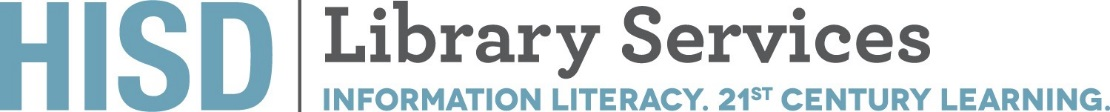 HISD
Library Services
INFORMATION LITERACY. 21ST CENTURY LEARNING.